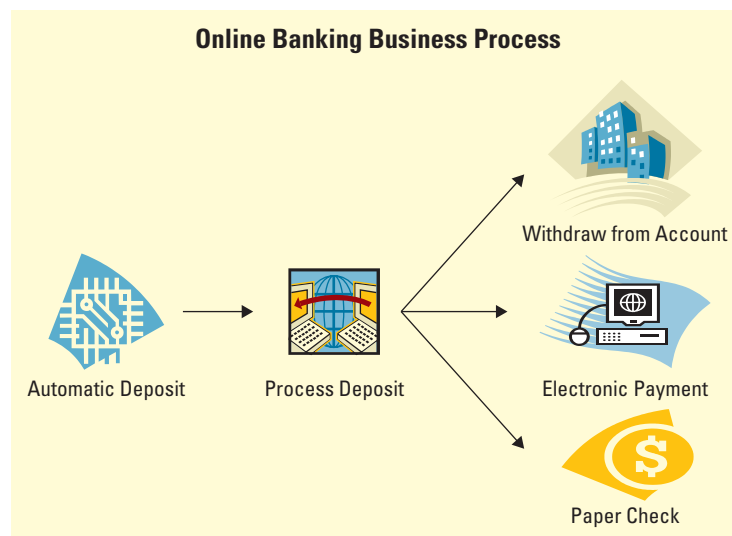 Online Banking Business Process
Withdraw from Account
Automatic Deposit
Process Deposit
Electronic Payment
$
Paper Check